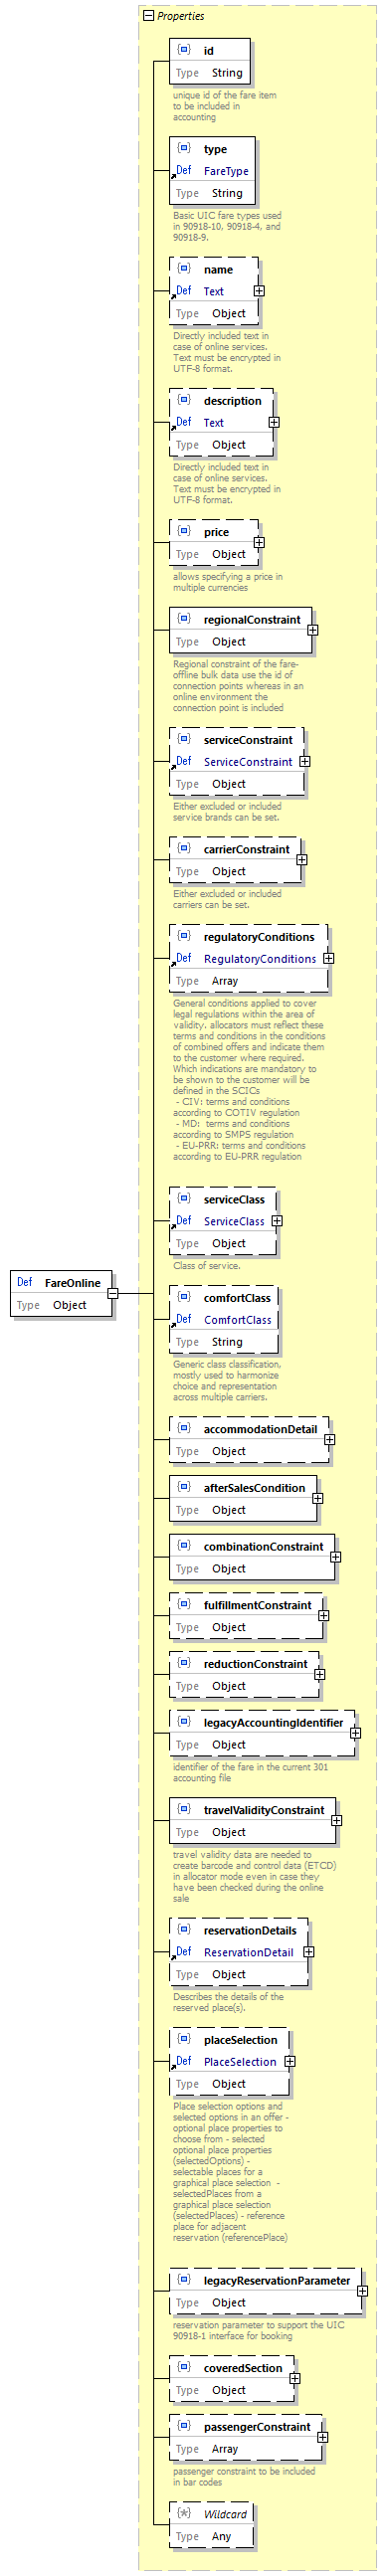 Properties
id
Type String
unique id of the fare item
to be included in
accounting
type
Def FareType
Type String
Basic UIC fare types used
in 90918-10, 90918-4, and
90918-9.
name
Def Text
Type Object
Directly included text in
case of online services.
Text must be encrypted in
UTF-8 format.
description
Def Text
Type Object
Directly included text in
case of online services.
Text must be encrypted in
UTF-8 format.
price
Type Object
allows specifying a price in
multiple currencies
regionalConstraint
Type Object
Regional constraint of the fare-
offline bulk data use the id of
connection points whereas in an
online environment the
connection point is included
serviceConstraint
Def ServiceConstraint
Type Object
Either excluded or included
service brands can be set.
carrierConstraint
Type Object
Either excluded or included
carriers can be set.
regulatoryConditions
Def RegulatoryConditions
Type Array
General conditions applied to cover
legal regulations within the area of
validity. allocators must reflect these
terms and conditions in the conditions
of combined offers and indicate them
to the customer where required.
Which indications are mandatory to
be shown to the customer will be
defined in the SCICs
- CIV: terms and conditions
according to COTIV regulation
- MD: terms and conditions
according to SMPS regulation
- EU-PRR: terms and conditions
according to EU-PRR regulation
serviceClass
Def ServiceClass
Type Object
Class of service.
Def FareOnline
Type Object
comfortClass
Def ComfortClass
Type String
Generic class classification,
mostly used to harmonize
choice and representation
across multiple carriers.
accommodationDetail
Type Object
afterSalesCondition
Type Object
combinationConstraint
Type Object
fulfillmentConstraint
Type Object
reductionConstraint
Type Object
legacyAccountingIdentifier
Type Object
identifier of the fare in the current 301
accounting file
travelValidityConstraint
Type Object
travel validity data are needed to
create barcode and control data (ETCD)
in allocator mode even in case they
have been checked during the online
sale
reservationDetails
Def ReservationDetail
Type Object
Describes the details of the
reserved place(s).
placeSelection
Def PlaceSelection
Type Object
Place selection options and
selected options in an offer -
optional place properties to
choose from - selected
optional place properties
(selectedOptions) -
selectable places for a
graphical place selection -
selectedPlaces from a
graphical place selection
(selectedPlaces) - reference
place for adjacent
reservation (referencePlace)
legacyReservationParameter
Type Object
reservation parameter to support the UIC
90918-1 interface for booking
coveredSection
Type Object
passengerConstraint
Type Array
passenger constraint to be included
in bar codes
Wildcard
Type Any